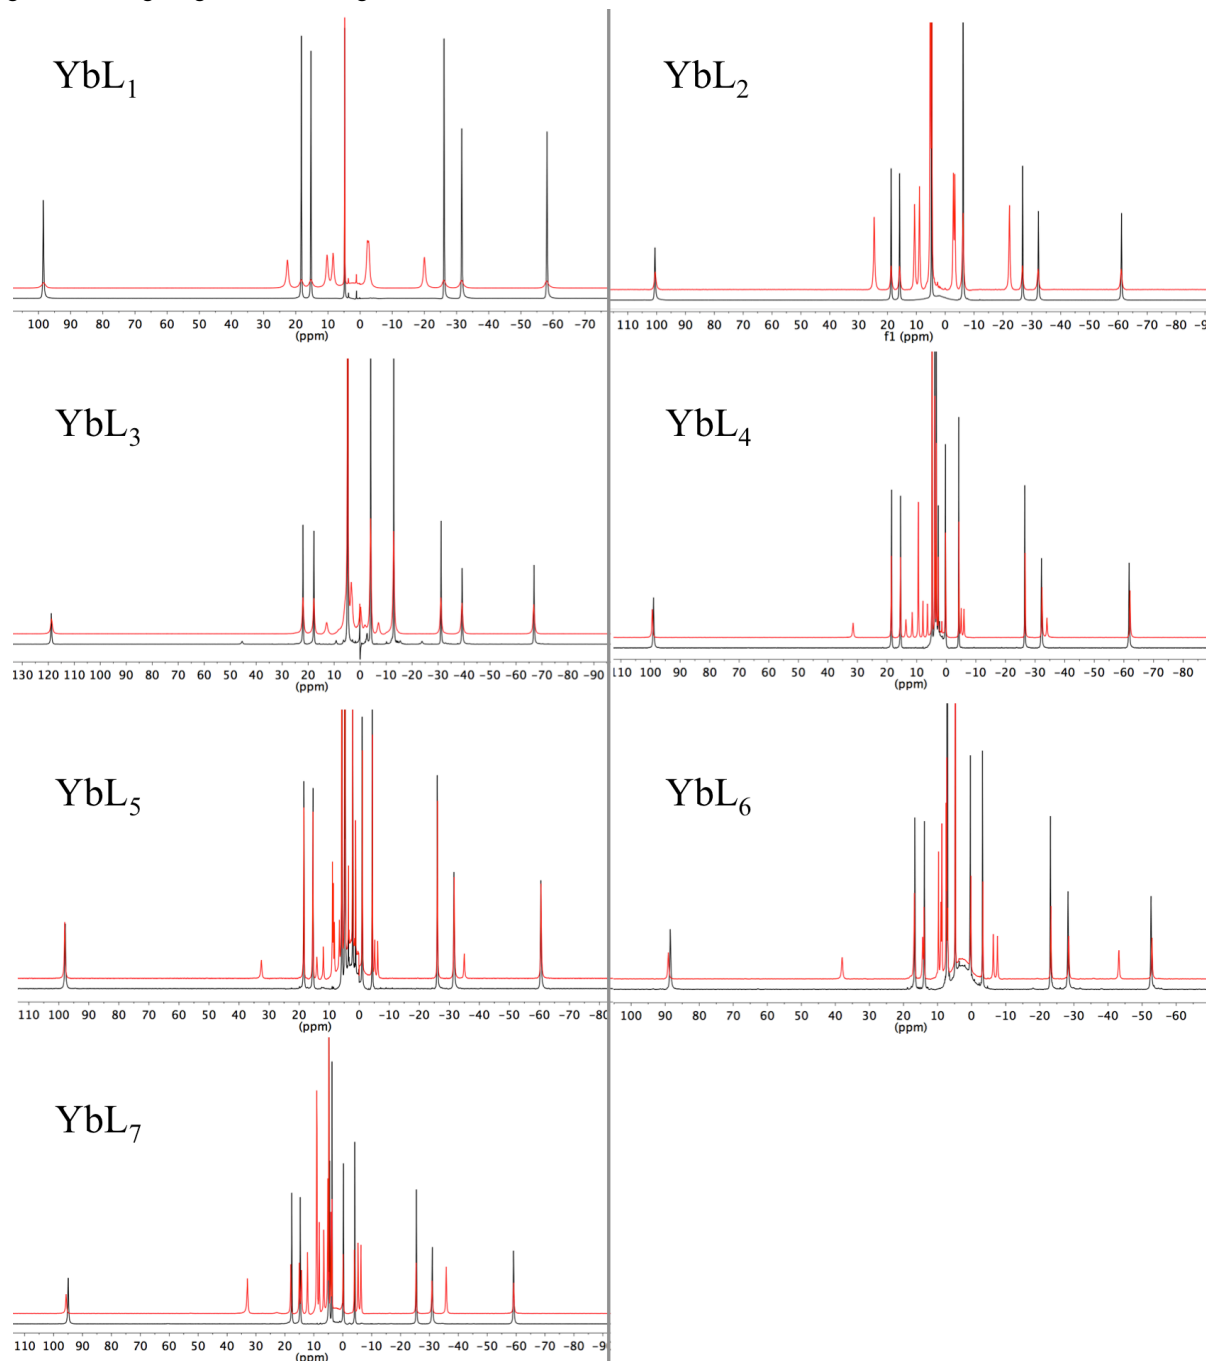 YbL₁
100 90 80 70 60 50 40 30 20 10 0 -10 -20 -30 -40 -50 -60 -70
(ppm)
YbL₂
110 100 90 80 70 60 50 40 30 20 10 0 -10 -20 -30 -40 -50 -60 -70 -80 -9
f1 (ppm)
YbL₃
130 120 110 100 90 80 70 60 50 40 30 20 10 0 -10 -20 -30 -40 -50 -60 -70 -80 -90
(ppm)
YbL₄
110 100 90 80 70 60 50 40 30 20 10 0 -10 -20 -30 -40 -50 -60 -70 -80
(ppm)
YbL₅
110 100 90 80 70 60 50 40 30 20 10 0 -10 -20 -30 -40 -50 -60 -70 -80
(ppm)
YbL₆
100 90 80 70 60 50 40 30 20 10 0 -10 -20 -30 -40 -50 -60
(ppm)
YbL₇
110 100 90 80 70 60 50 40 30 20 10 0 -10 -20 -30 -40 -50 -60 -70 -80 -9
(ppm)